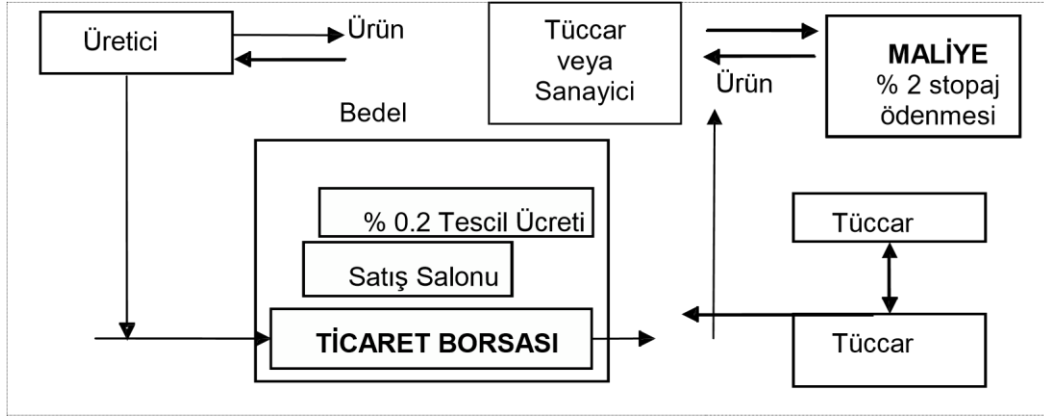 Üretici
Ürün
Tüccar
veya
Sanayici
MALİYE
% 2 stopaj
ödenmesi
Ürün
Bedel
% 0.2 Tescil Ücreti
Satış Salonu
TİCARET BORSASI
Tüccar
Tüccar